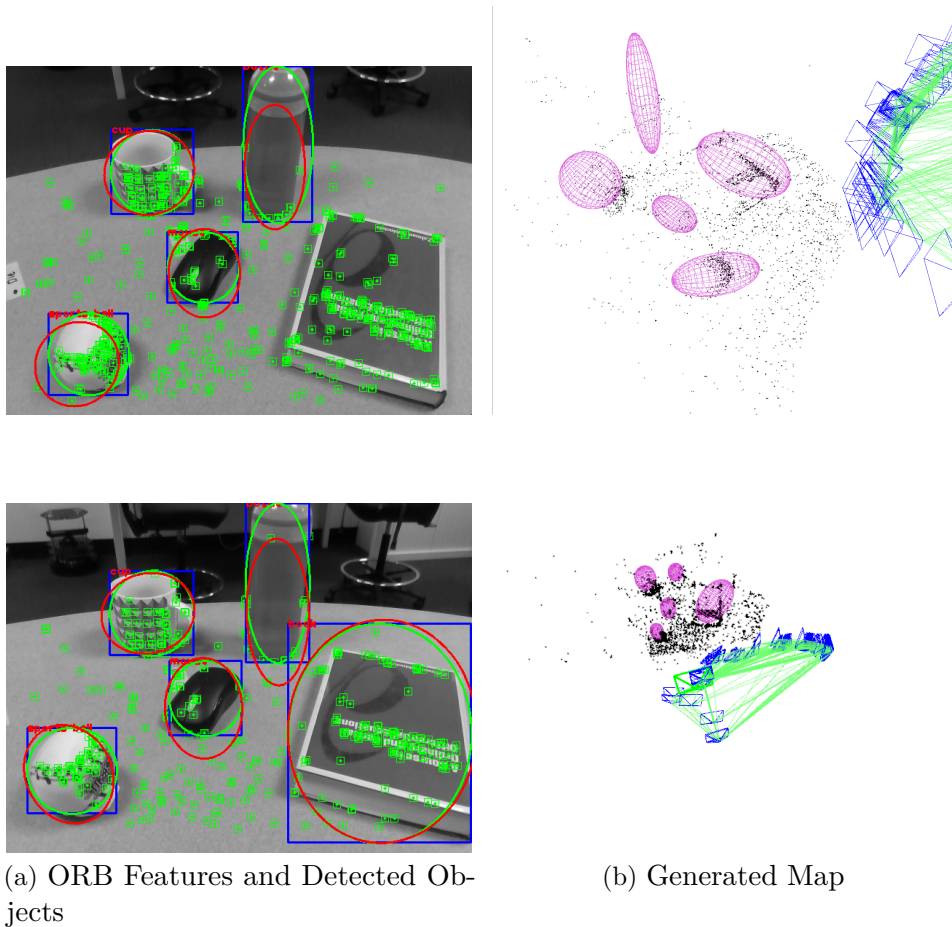 cup
sports ball
cup
book
sports ball
(a) ORB Features and Detected Ob-
jects
(b) Generated Map